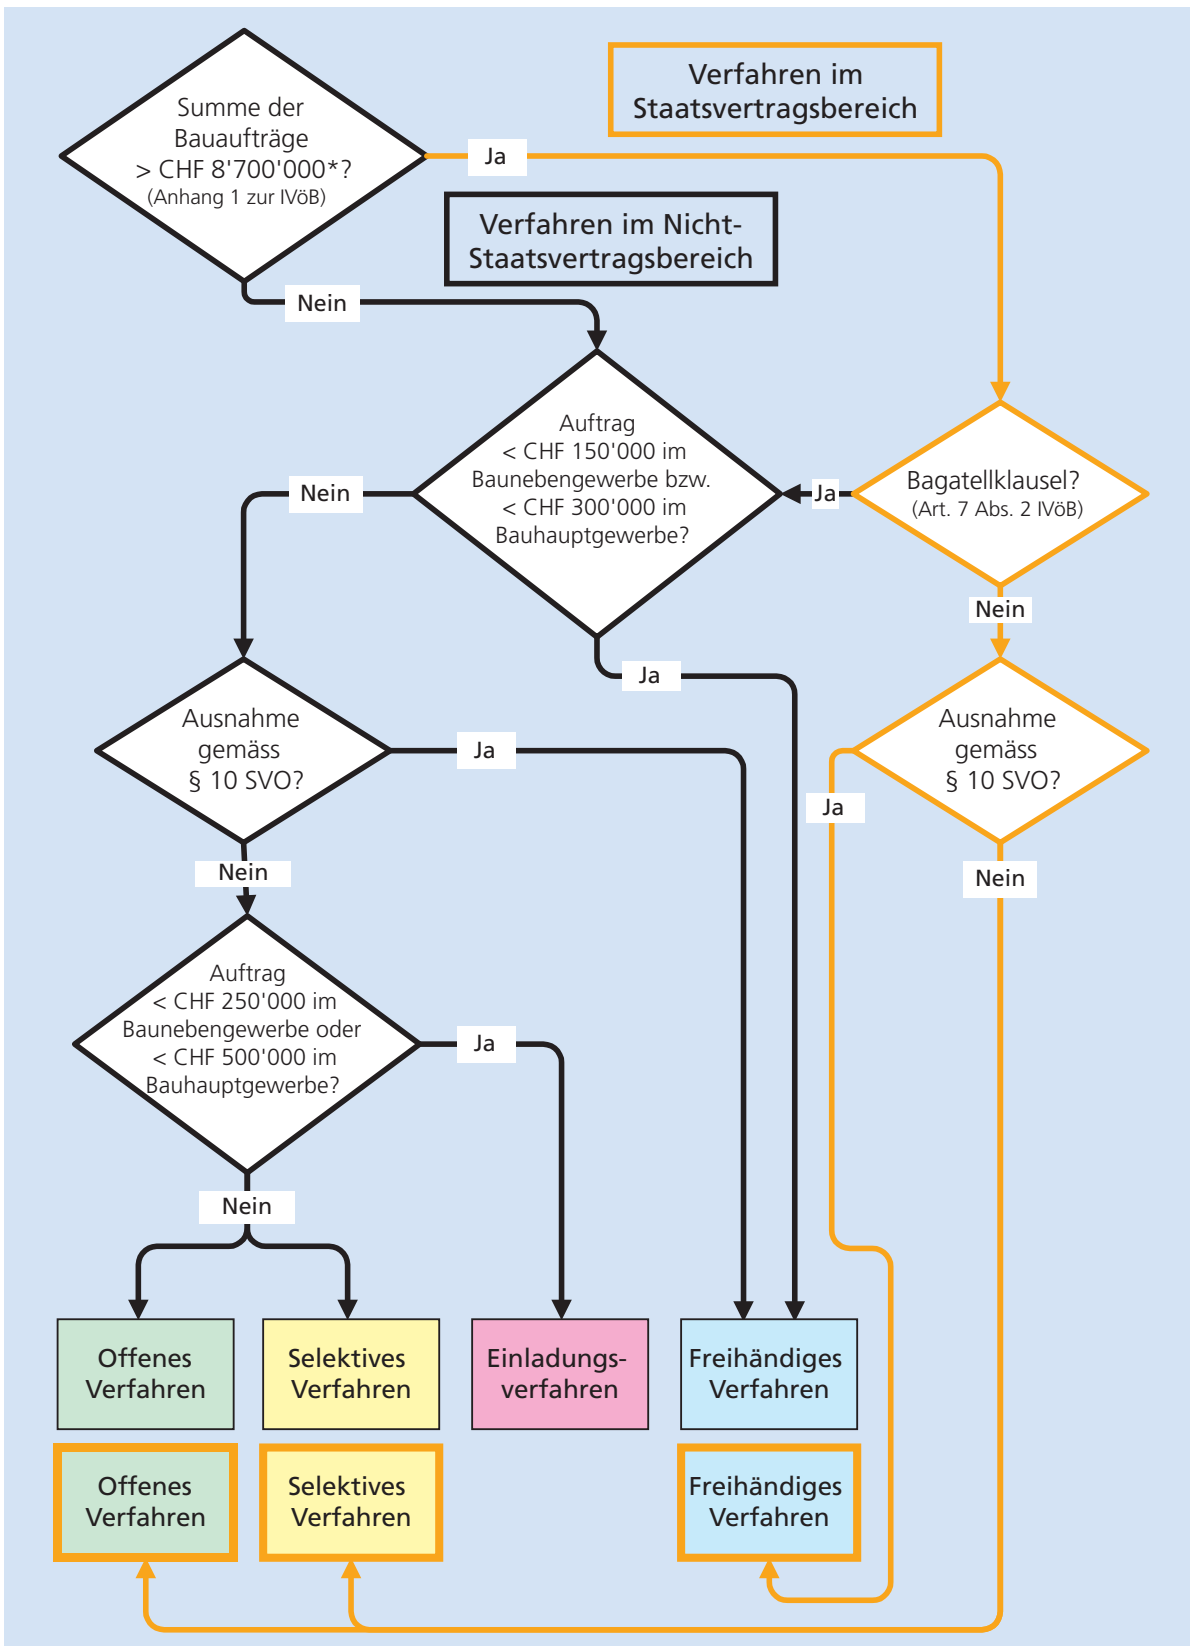 Summe der
Bauaufträge
> CHF 8'700'000*?
(Anhang 1 zur IVöB)
Verfahren im
Staatsvertragsbereich
Ja
Verfahren im Nicht-
Staatsvertragsbereich
Nein
Auftrag
< CHF 150'000 im
Baunebengewerbe bzw.
< CHF 300'000 im
Bauhauptgewerbe?
Nein
Ja
Bagatellklausel?
(Art. 7 Abs. 2 IVöB)
Nein
Ja
Ausnahme
gemäss
§ 10 SVO?
Ja
Ausnahme
gemäss
§ 10 SVO?
Ja
Nein
Nein
Auftrag
< CHF 250'000 im
Baunebengewerbe oder
< CHF 500'000 im
Bauhauptgewerbe?
Ja
Nein
Offenes
Verfahren
Selektives
Verfahren
Einladungs-
verfahren
Freihändiges
Verfahren
Offenes
Verfahren
Selektives
Verfahren
Freihändiges
Verfahren